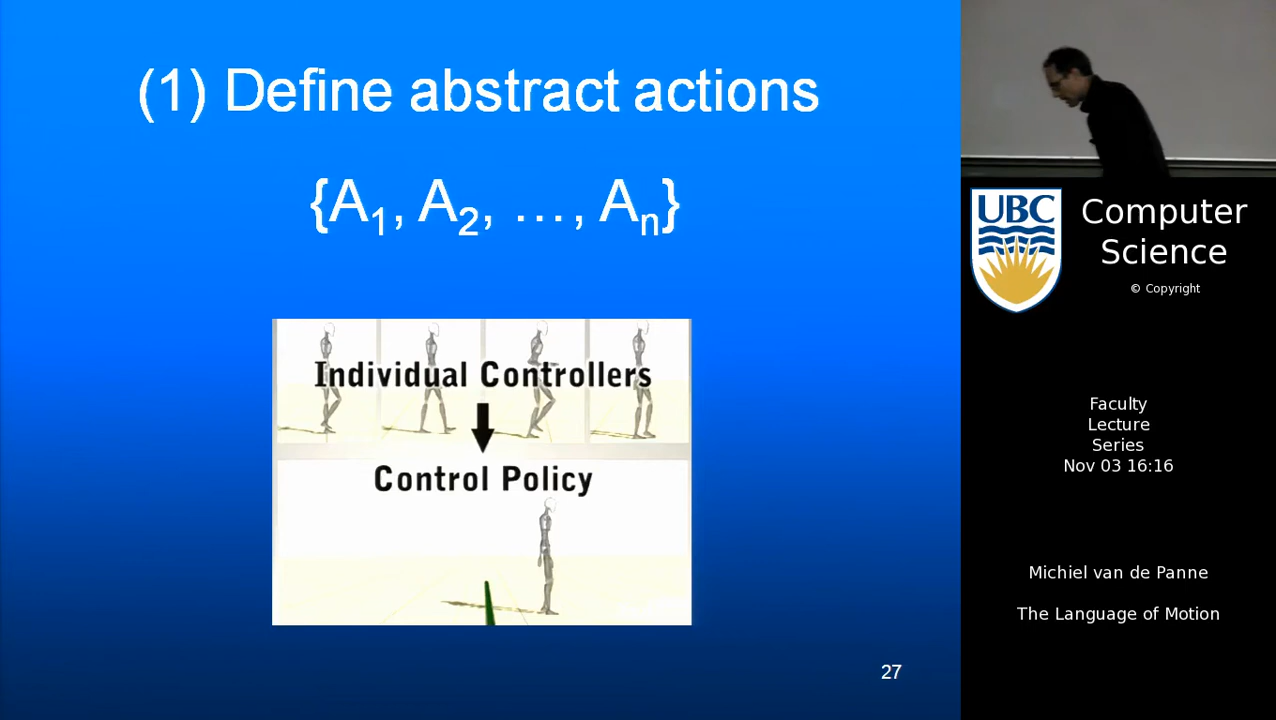 (1) Define abstract actions
{A1, A2, …, An}
Individual Controllers
Control Policy
27
UBC
Computer
Science
© Copyright
Faculty
Lecture
Series
Nov 03 16:16
Michiel van de Panne
The Language of Motion